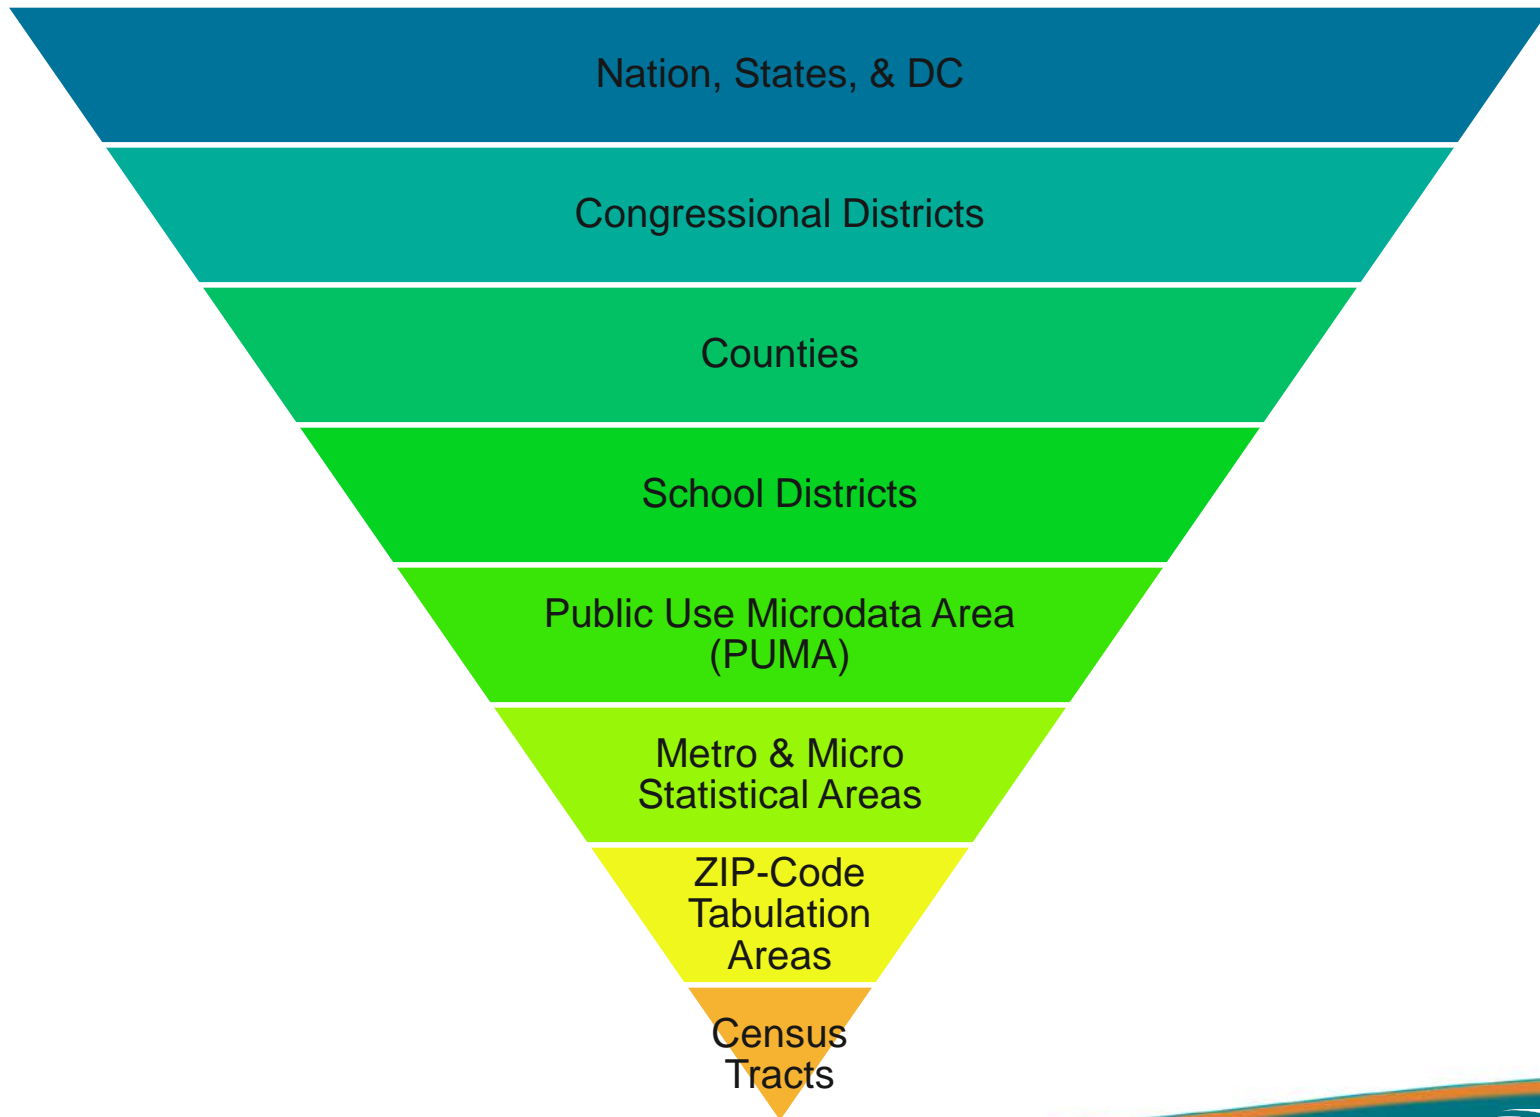 Nation, States, & DC
Congressional Districts
Counties
School Districts
Public Use Microdata Area
(PUMA)
Metro & Micro
Statistical Areas
ZIP-Code
Tabulation
Areas
Census
Tracts